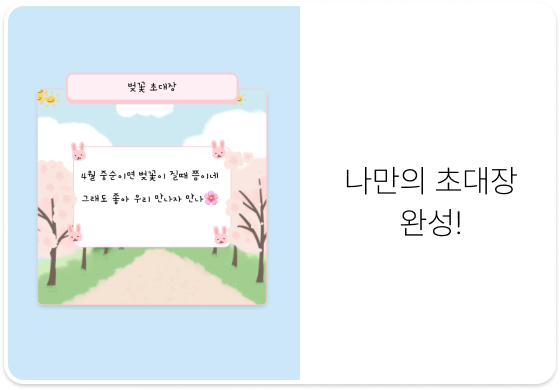 벚꽃 초대장
4월 중순이면 벚꽃이 질때 쯤이네
그래도 좋아 우리 만나자 만나
나만의 초대장
완성!